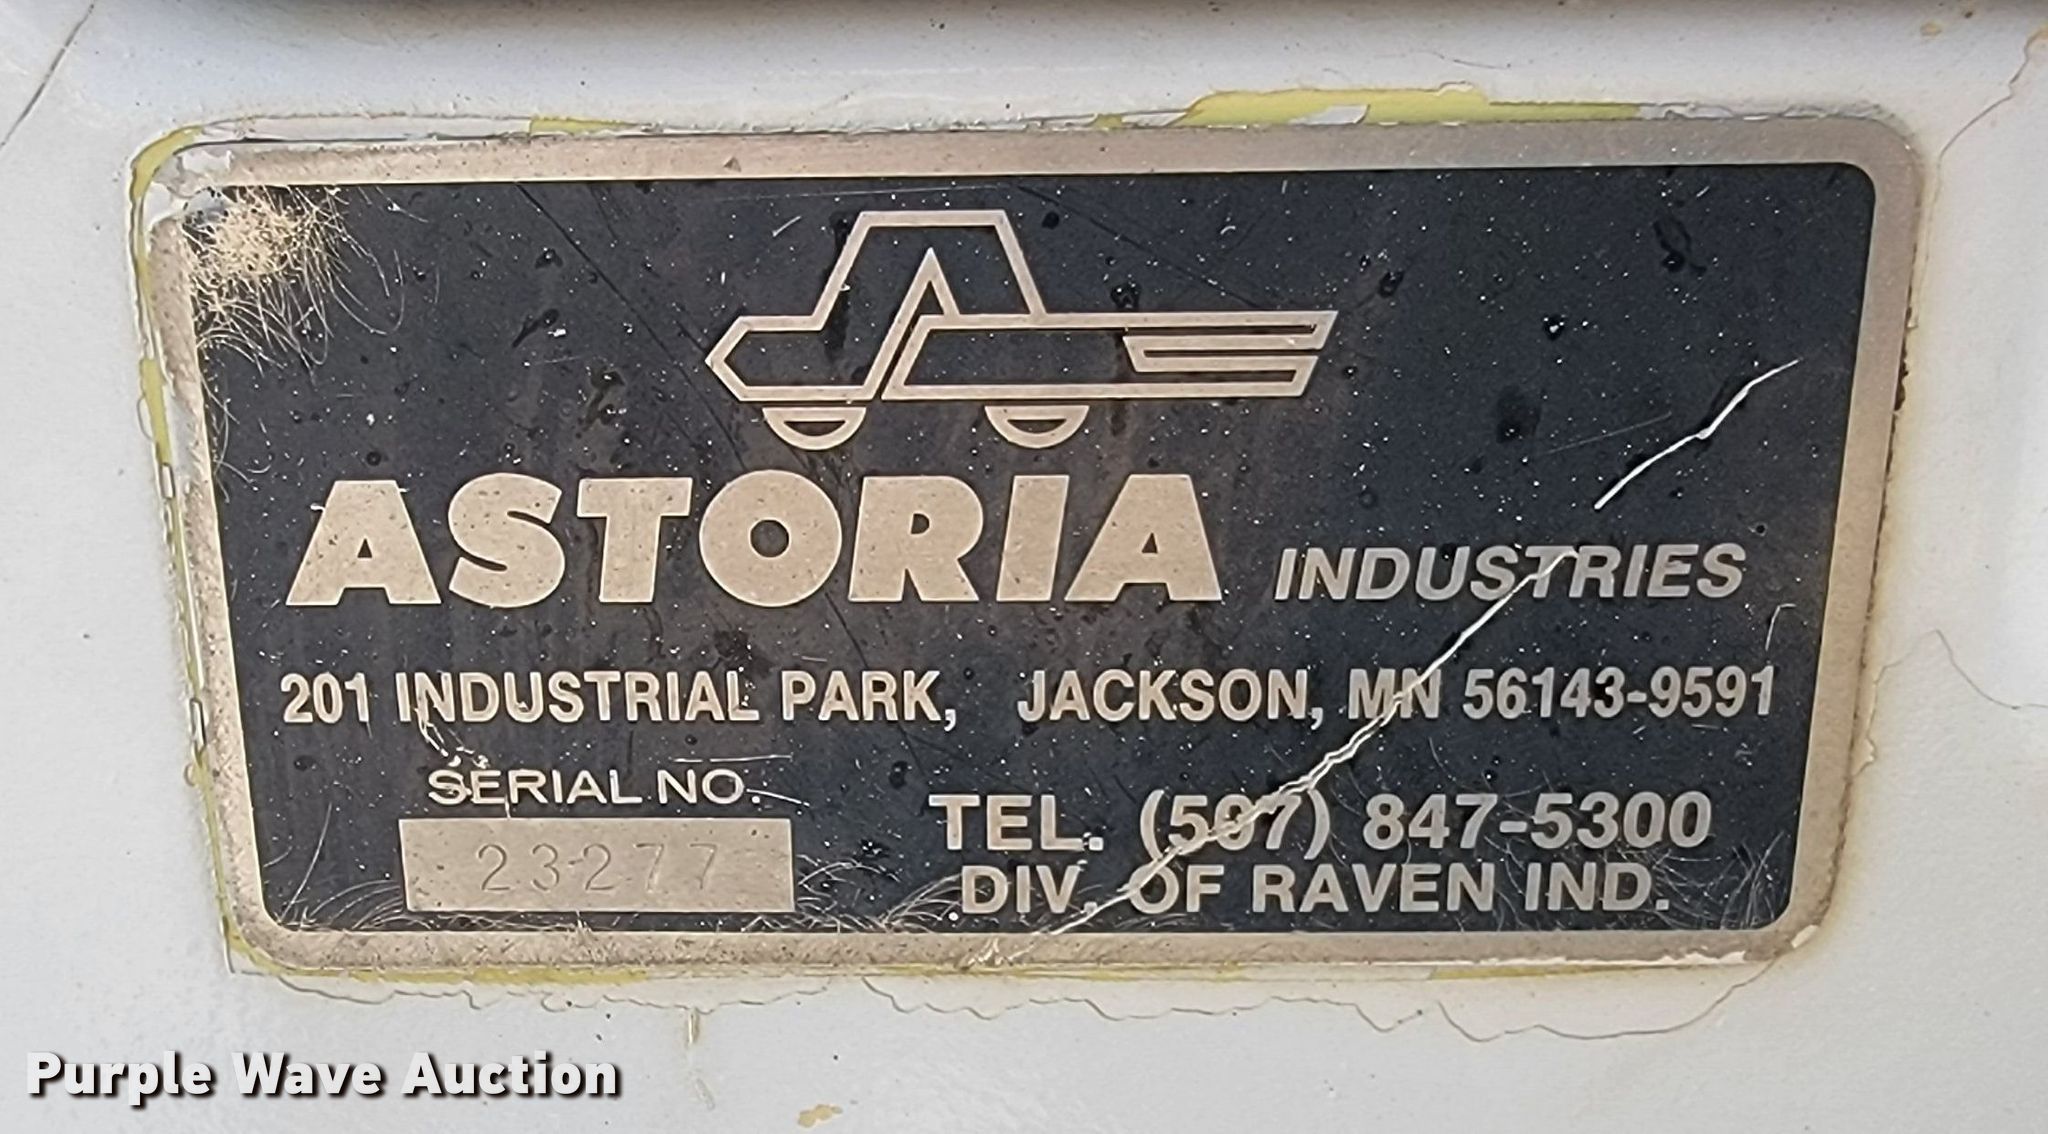 ASTORIA INDUSTRIES
201 INDUSTRIAL PARK, JACKSON, MN 56143-9591
SERIAL NO.
23277
TEL. (507) 847-5300
DIV. OF RAVEN IND.
Purple Wave Auction